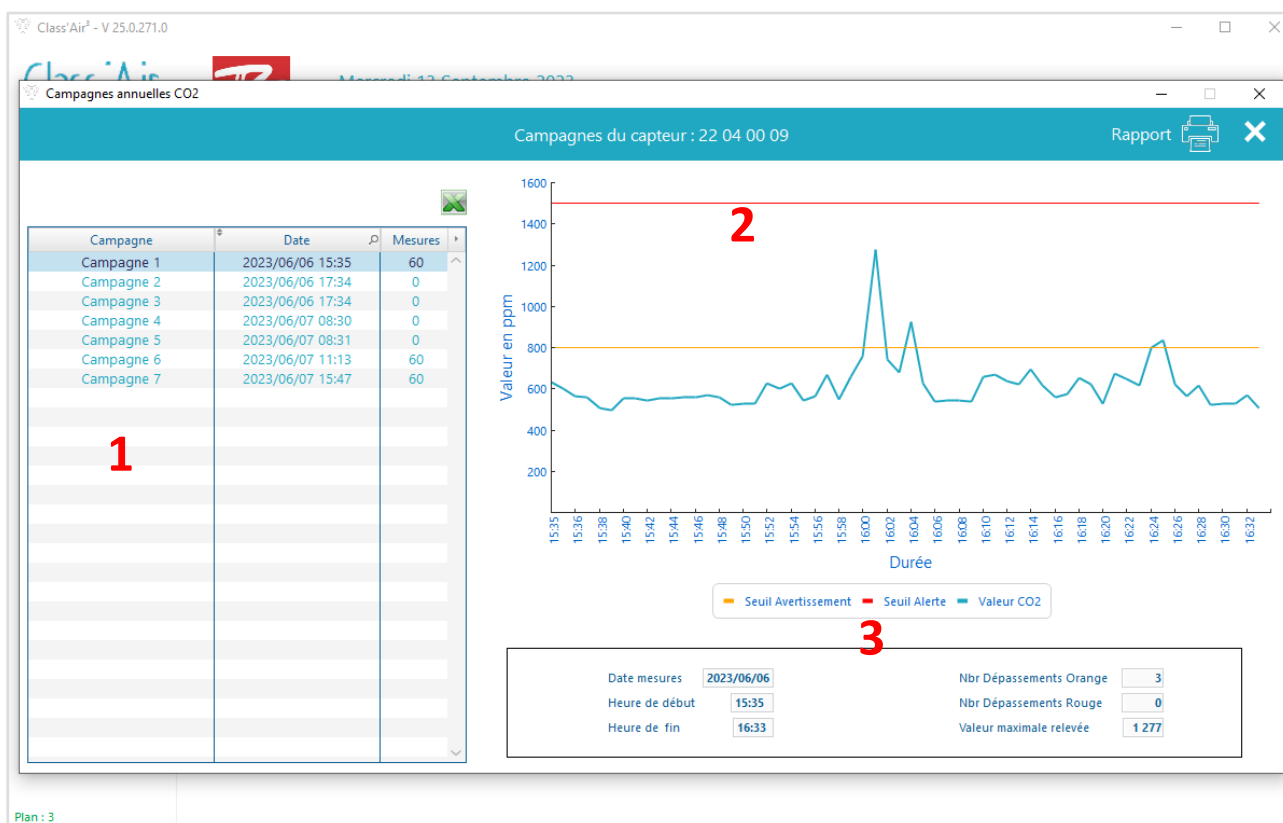 Class'Air³ - V 25.0.271.0
Class'Air
Mercredi 13 Septembre 2023
Campagnes annuelles CO2
Campagnes du capteur : 22 04 00 09
Rapport
Campagne Date Mesures
Campagne 1 2023/06/06 15:35 60
Campagne 2 2023/06/06 17:34 0
Campagne 3 2023/06/06 17:34 0
Campagne 4 2023/06/07 08:30 0
Campagne 5 2023/06/07 08:31 0
Campagne 6 2023/06/07 11:13 60
Campagne 7 2023/06/07 15:47 60
1
2
Valeur en ppm
1600
1400
1200
1000
800
600
400
200
15:35 15:36 15:38 15:40 15:42 15:44 15:46 15:48 15:50 15:52 15:54 15:56 15:58 16:00 16:02 16:04 16:06 16:08 16:10 16:12 16:14 16:16 16:18 16:20 16:22 16:24 16:26 16:28 16:30 16:32
Durée
Seuil Avertissement Seuil Alerte Valeur CO2
3
Date mesures 2023/06/06 Nbr Dépassements Orange 3
Heure de début 15:35 Nbr Dépassements Rouge 0
Heure de fin 16:33 Valeur maximale relevée 1 277
Plan : 3